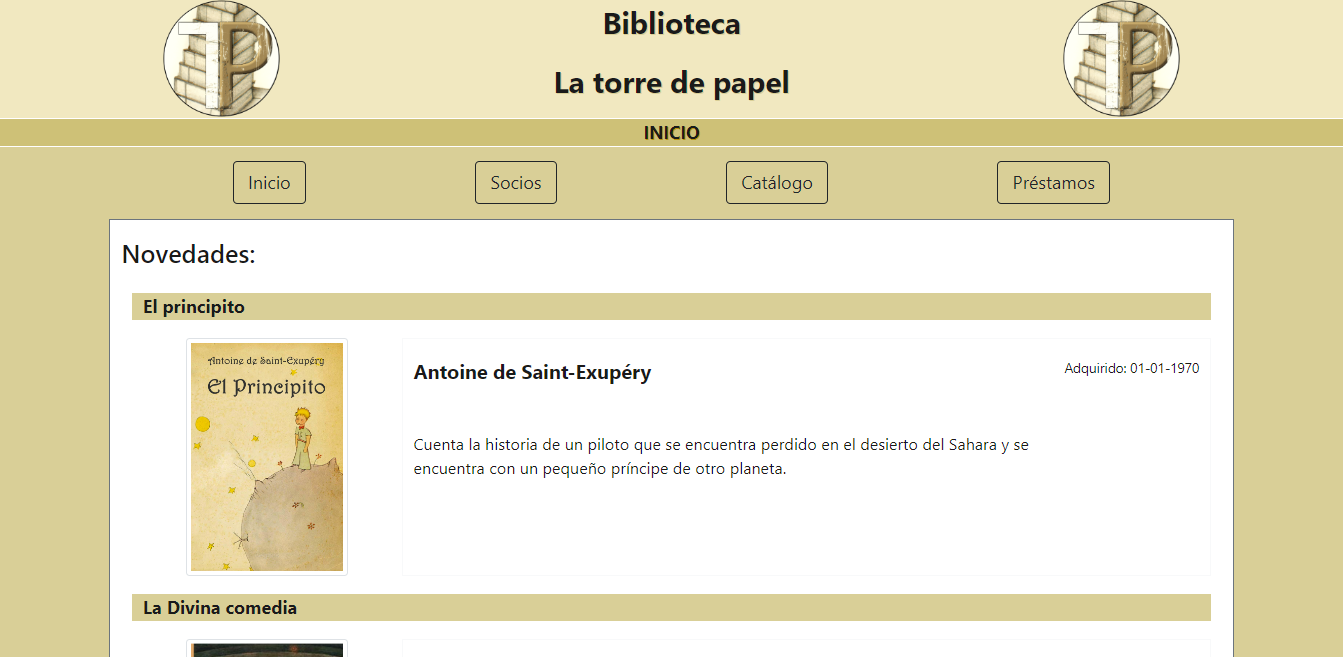 TP
Biblioteca
TP
La torre de papel
INICIO
Inicio
Socios
Catálogo
Préstamos
Novedades:
El principito
Antoine de Saint-Exupéry
El Principito
Antoine de Saint-Exupéry
Adquirido: 01-01-1970
Cuenta la historia de un piloto que se encuentra perdido en el desierto del Sahara y se
encuentra con un pequeño príncipe de otro planeta.
La Divina comedia